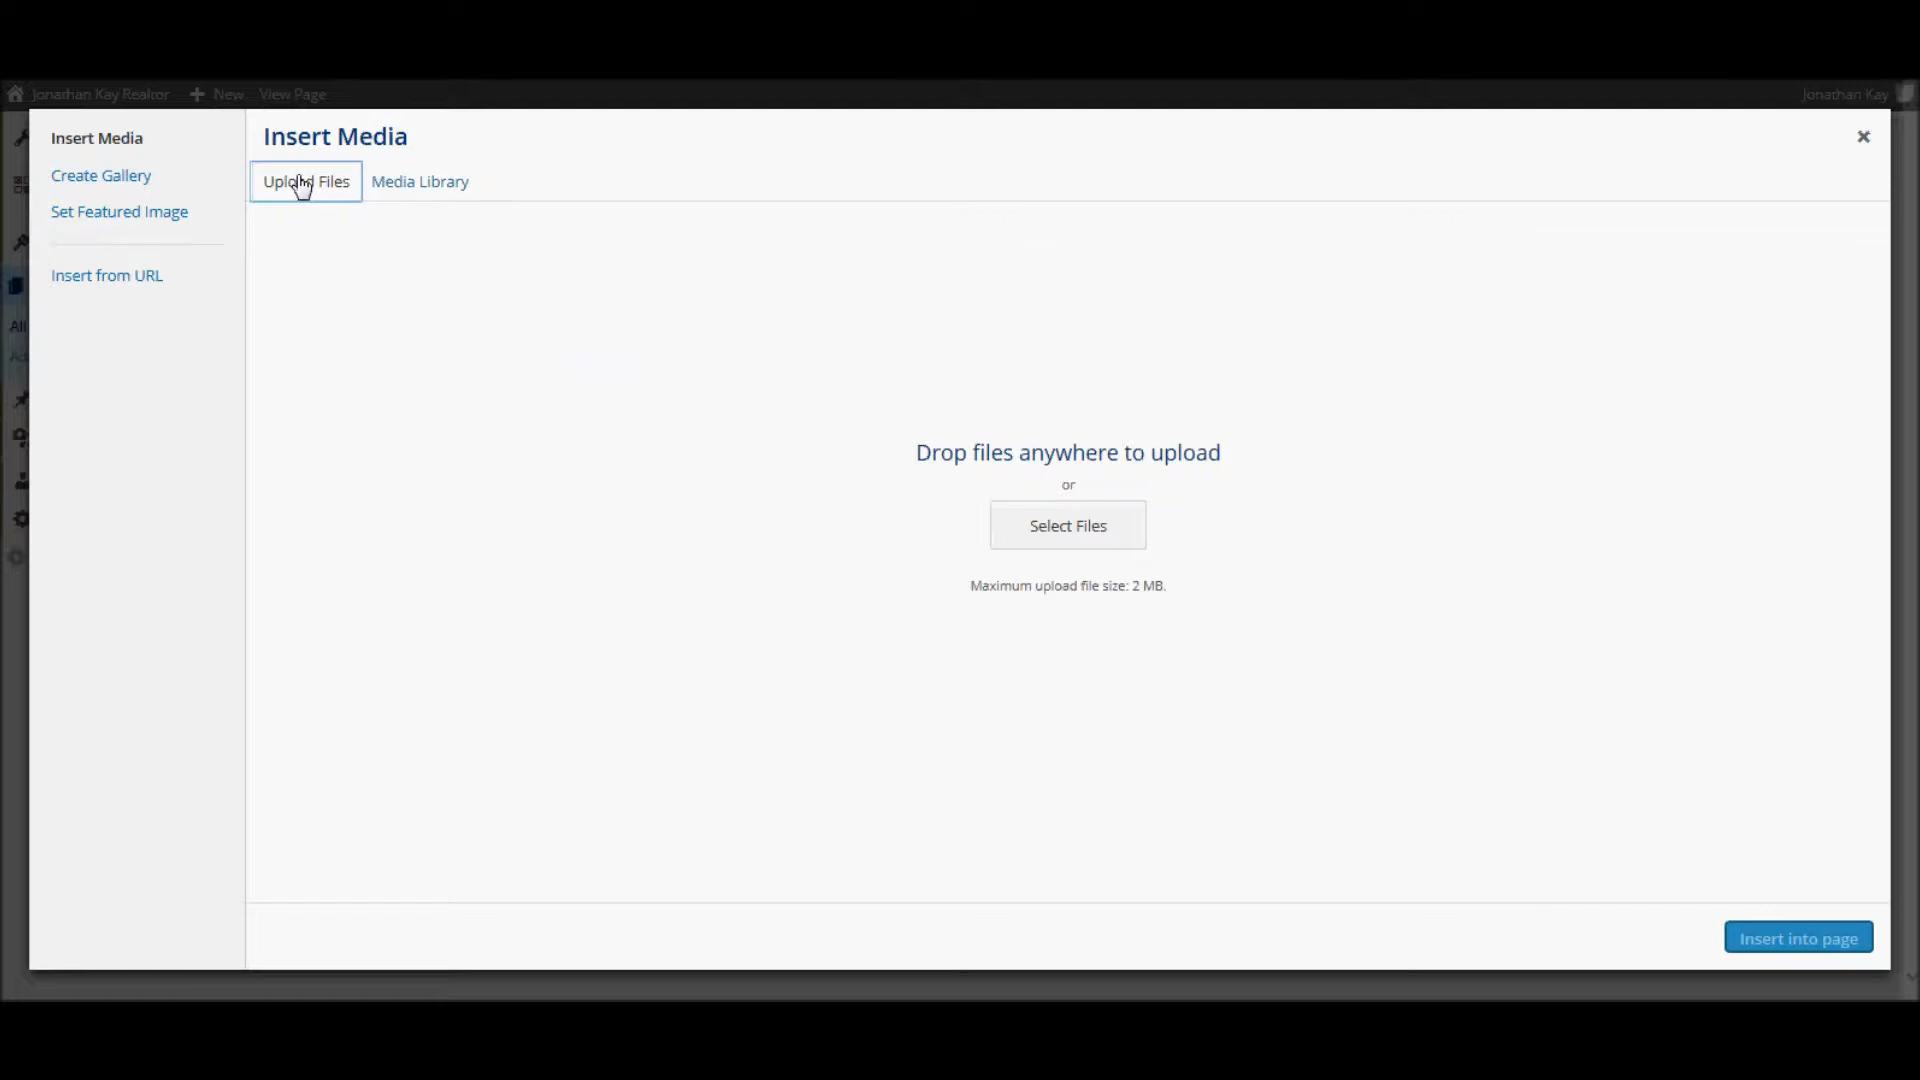 Jonathan Kay Realtor New View Page Jonathan Kay
Insert Media
Create Gallery
Set Featured Image
Insert from URL
All
Insert Media
Upload Files Media Library
Drop files anywhere to upload
or
Select Files
Maximum upload file size: 2 MB.
Insert into page